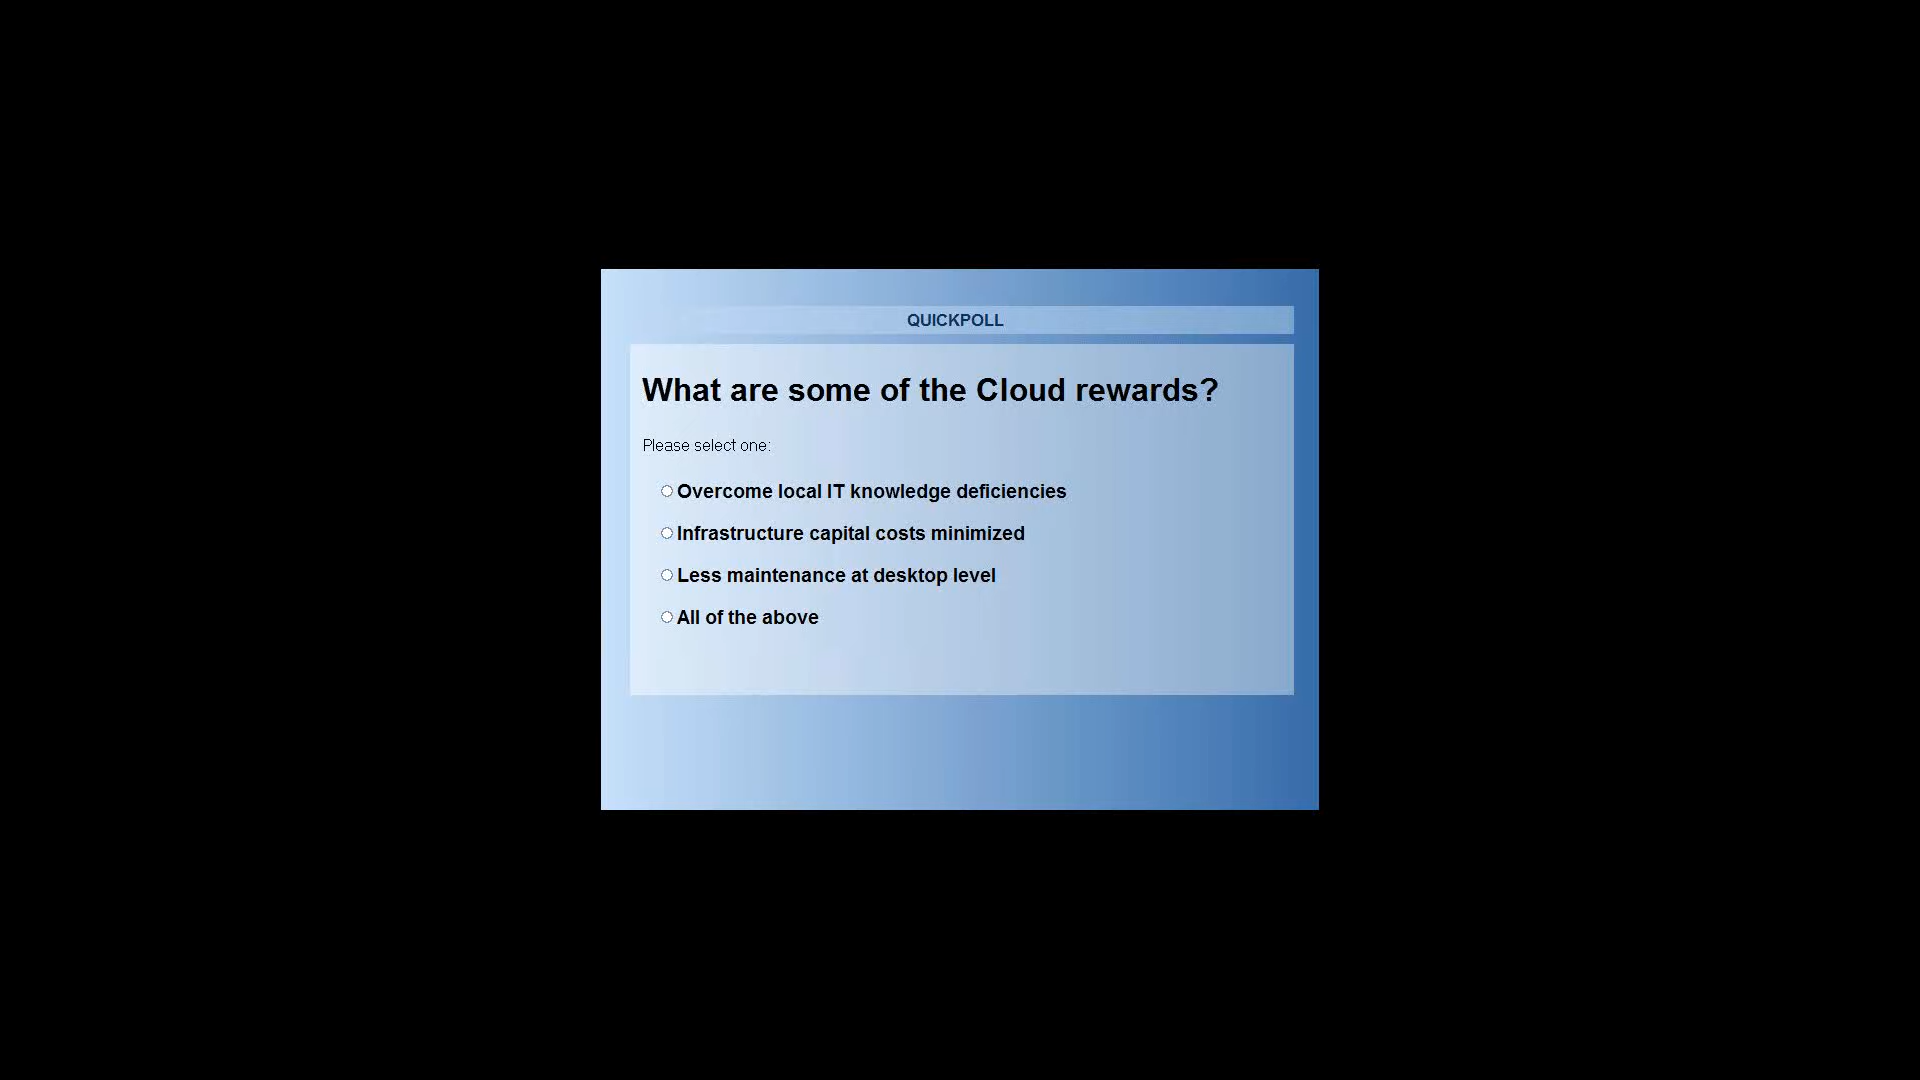 QUICKPOLL
What are some of the Cloud rewards?
Please select one:
Overcome local IT knowledge deficiencies
Infrastructure capital costs minimized
Less maintenance at desktop level
All of the above